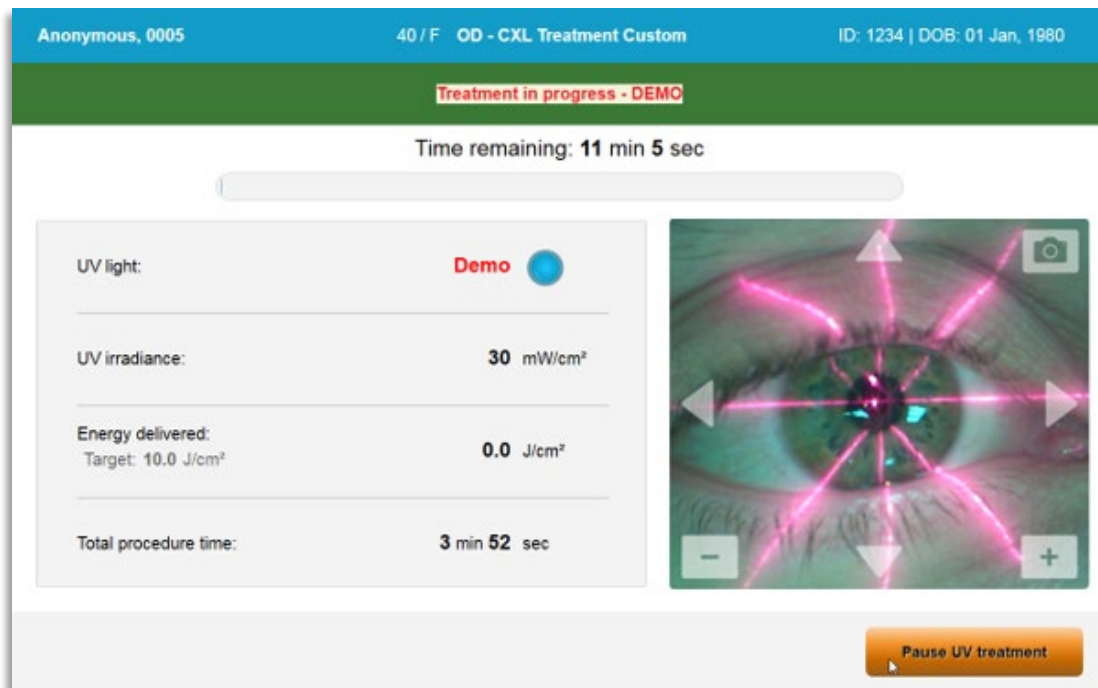 Anonymous, 0005 40 / F OD - CXL Treatment Custom ID: 1234 | DOB: 01 Jan, 1980
Treatment in progress - DEMO
Time remaining: 11 min 5 sec
UV light: Demo
UV irradiance: 30 mW/cm²
Energy delivered:
Target: 10.0 J/cm²
0.0 J/cm²
Total procedure time: 3 min 52 sec
Pause UV treatment